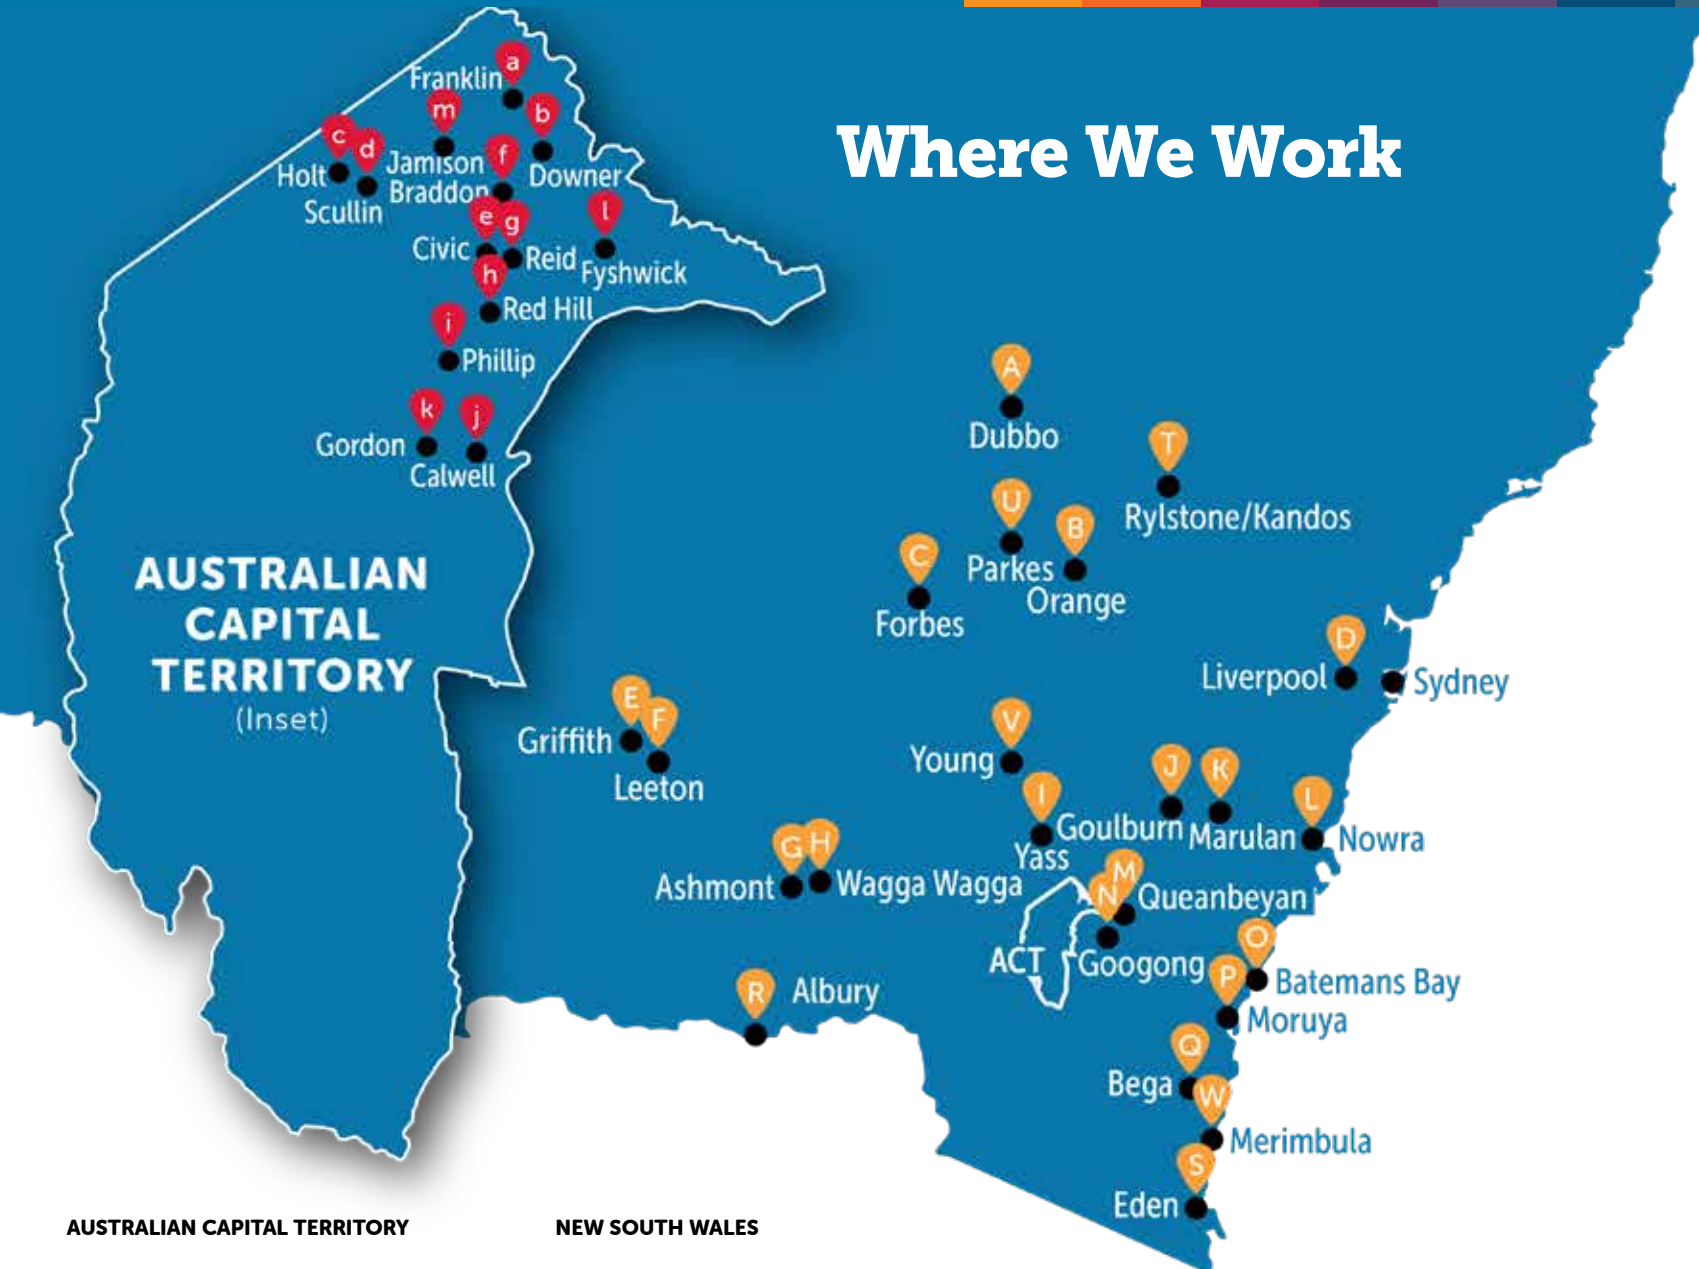 Where We Work
a
Franklin
m
b
c
d
f
Jamison
Holt
Braddon
Downer
Scullin
e
g
l
Civic
Reid
Fyshwick
h
Red Hill
i
Phillip
k
j
Gordon
Calwell
AUSTRALIAN
CAPITAL
TERRITORY
(Inset)
A
Dubbo
T
Rylstone/Kandos
U
Parkes
B
Orange
C
Forbes
D
Liverpool
Sydney
E
Griffith
F
Leeton
V
Young
I
Yass
J
Goulburn
K
Marulan
L
Nowra
G
Ashmont
H
Wagga Wagga
M
Queanbeyan
N
Googong
ACT
O
Batemans Bay
P
Moruya
R
Albury
Q
Bega
W
Merimbula
S
Eden
AUSTRALIAN CAPITAL TERRITORY
NEW SOUTH WALES